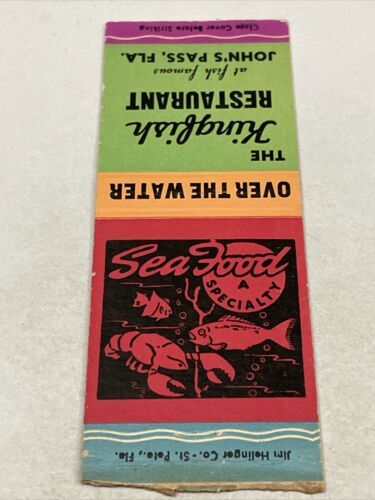 Close Cover Before Striking
THE
Kingfish
RESTAURANT
at fish famous
JOHN'S PASS, FLA.
OVER THE WATER
Sea Food
A
SPECIALTY
Jim Helinger Co. - St. Pete., Fla.